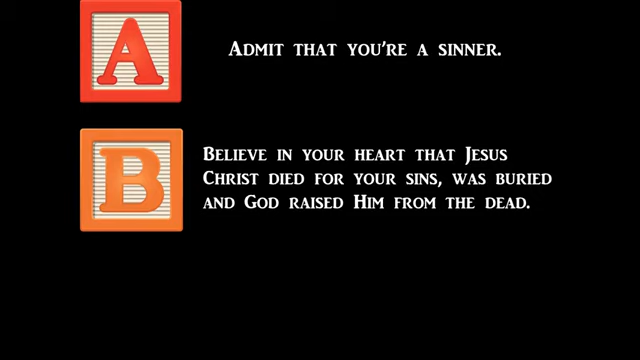 A
Admit that you're a sinner.
B
Believe in your heart that Jesus
Christ died for your sins, was buried
and God raised Him from the dead.